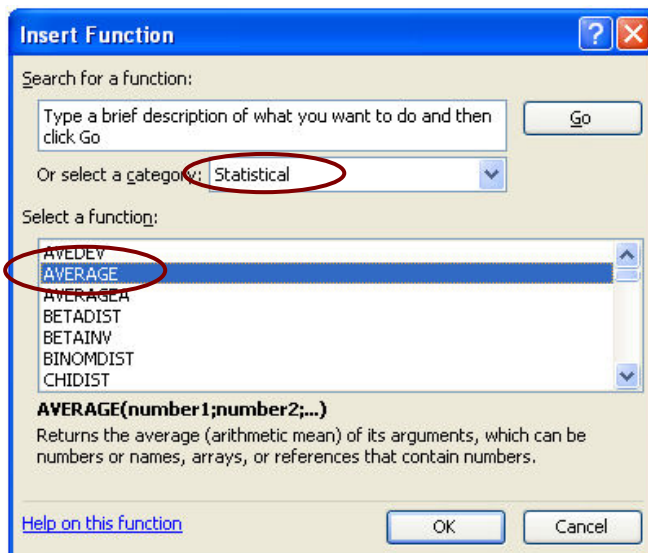 Insert Function
Search for a function:
Type a brief description of what you want to do and then
click Go
Go
Or select a category: Statistical
Select a function:
AVEDEV
AVERAGE
AVERAGEA
BETADIST
BETAINV
BINOMDIST
CHIDIST
AVERAGE(number1;number2;...)
Returns the average (arithmetic mean) of its arguments, which can be
numbers or names, arrays, or references that contain numbers.
Help on this function
OK
Cancel